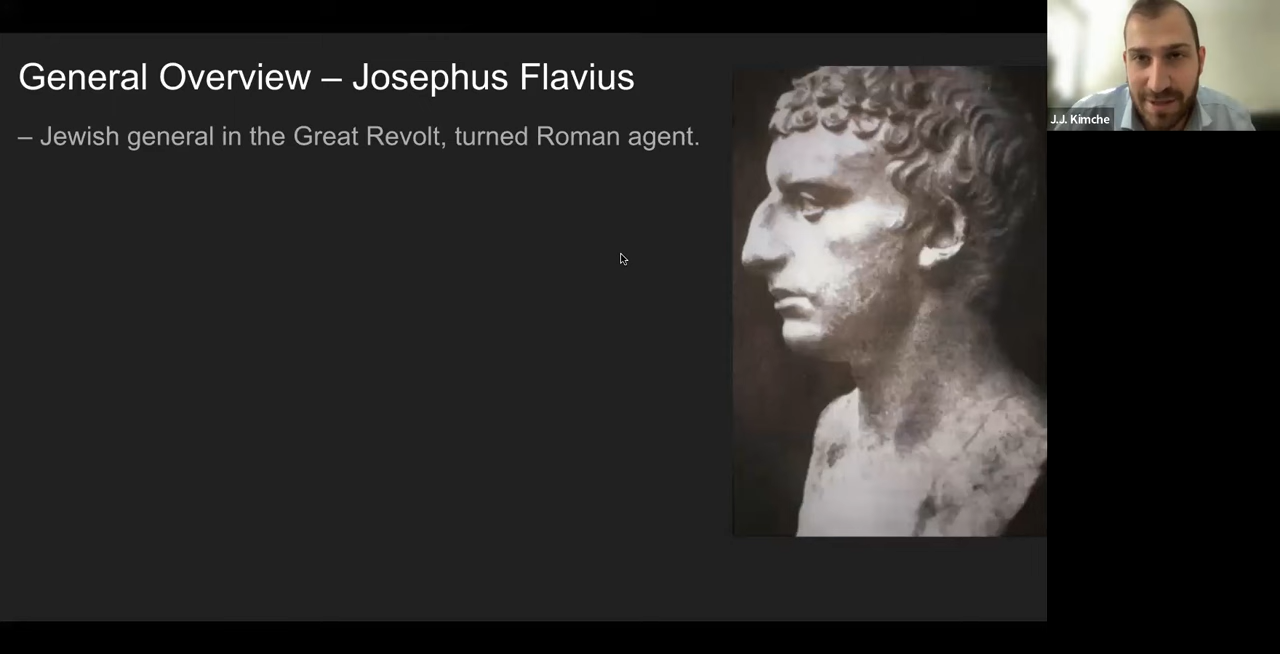 General Overview – Josephus Flavius
– Jewish general in the Great Revolt, turned Roman agent.
J.J. Kimche